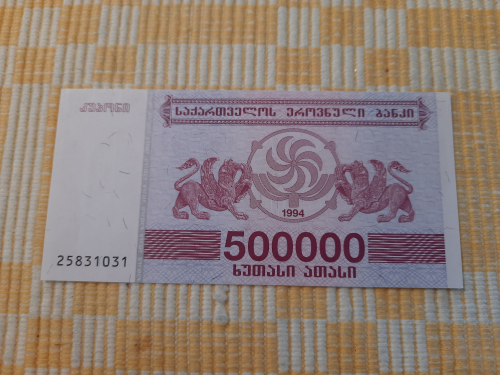 კუპონი
საქართველოს ეროვნული ბანკი
1994
500000
ხუთასი ათასი
25831031